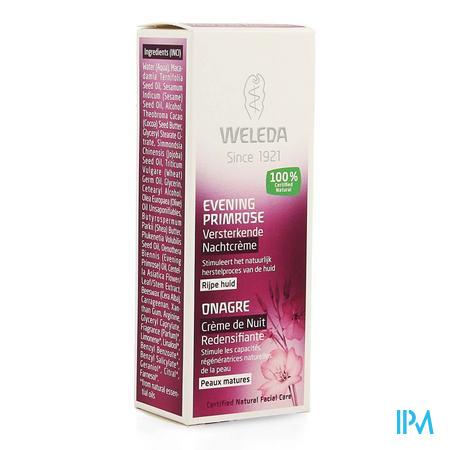 Ingredients (INCI)
Water (Aqua), Maca-
damia Ternifolia
Seed Oil, Sesamum
Indicum (Sesame)
Seed Oil, Alcohol,
Theobroma Cacao
(Cocoa) Seed Butter,
Glyceryl Stearate Ci-
trate, Simmondsia
Chinensis (Jojoba)
Seed Oil, Triticum
Vulgare (Wheat)
Germ Oil, Glycerin,
Cetearyl Alcohol,
Olea Europaea (Olive)
Oil Unsaponifiables,
Butyrospermum
Parkii (Shea) Butter,
Plukenetia Volubilis
Seed Oil, Oenothera
Biennis (Evening
Primrose) Oil, Centel-
la Asiatica Flower/
Leaf/Stem Extract,
Beeswax (Cera Alba),
Carrageenan, Xan-
than Gum, Arginine,
Glyceryl Caprylate,
Fragrance (Parfum)*,
Limonene*, Linalool*,
Benzyl Benzoate*,
Benzyl Salicylate*,
Geraniol*, Citral*,
Farnesol*.
*from natural essen-
tial oils
WELEDA
Since 1921
100%
Certified
Natural
EVENING
PRIMROSE
Versterkende
Nachtcrème
Stimuleert het natuurlijk
herstelproces van de huid
Rijpe huid
ONAGRE
Crème de Nuit
Redensifiante
Stimule les capacités
régénératrices naturelles
de la peau
Peaux matures
Certified Natural Facial Care
IPM